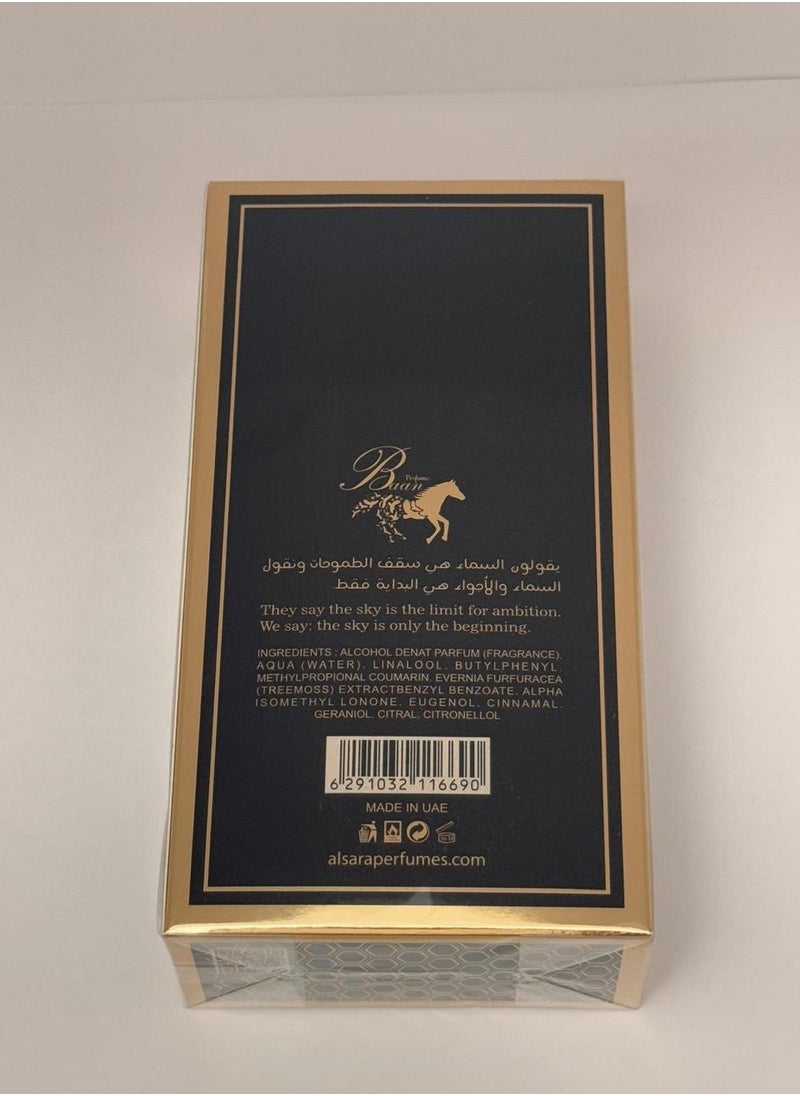 Baan
Perfume
يقولون السماء هي سقف الطموحات ونقول
السماء والأجواء هي البداية فقط.
They say the sky is the limit for ambition.
We say: the sky is only the beginning.
INGREDIENTS : ALCOHOL DENAT PARFUM (FRAGRANCE).
AQUA (WATER). LINALOOL. BUTYLPHENYL.
METHYLPROPIONAL COUMARIN. EVERNIA FURFURACEA
(TREEMOSS) EXTRACTBENZYL BENZOATE. ALPHA
ISOMETHYL LONONE. EUGENOL. CINNAMAL.
GERANIOL. CITRAL. CITRONELLOL
6 291032 116690
MADE IN UAE
alsaraperfumes.com